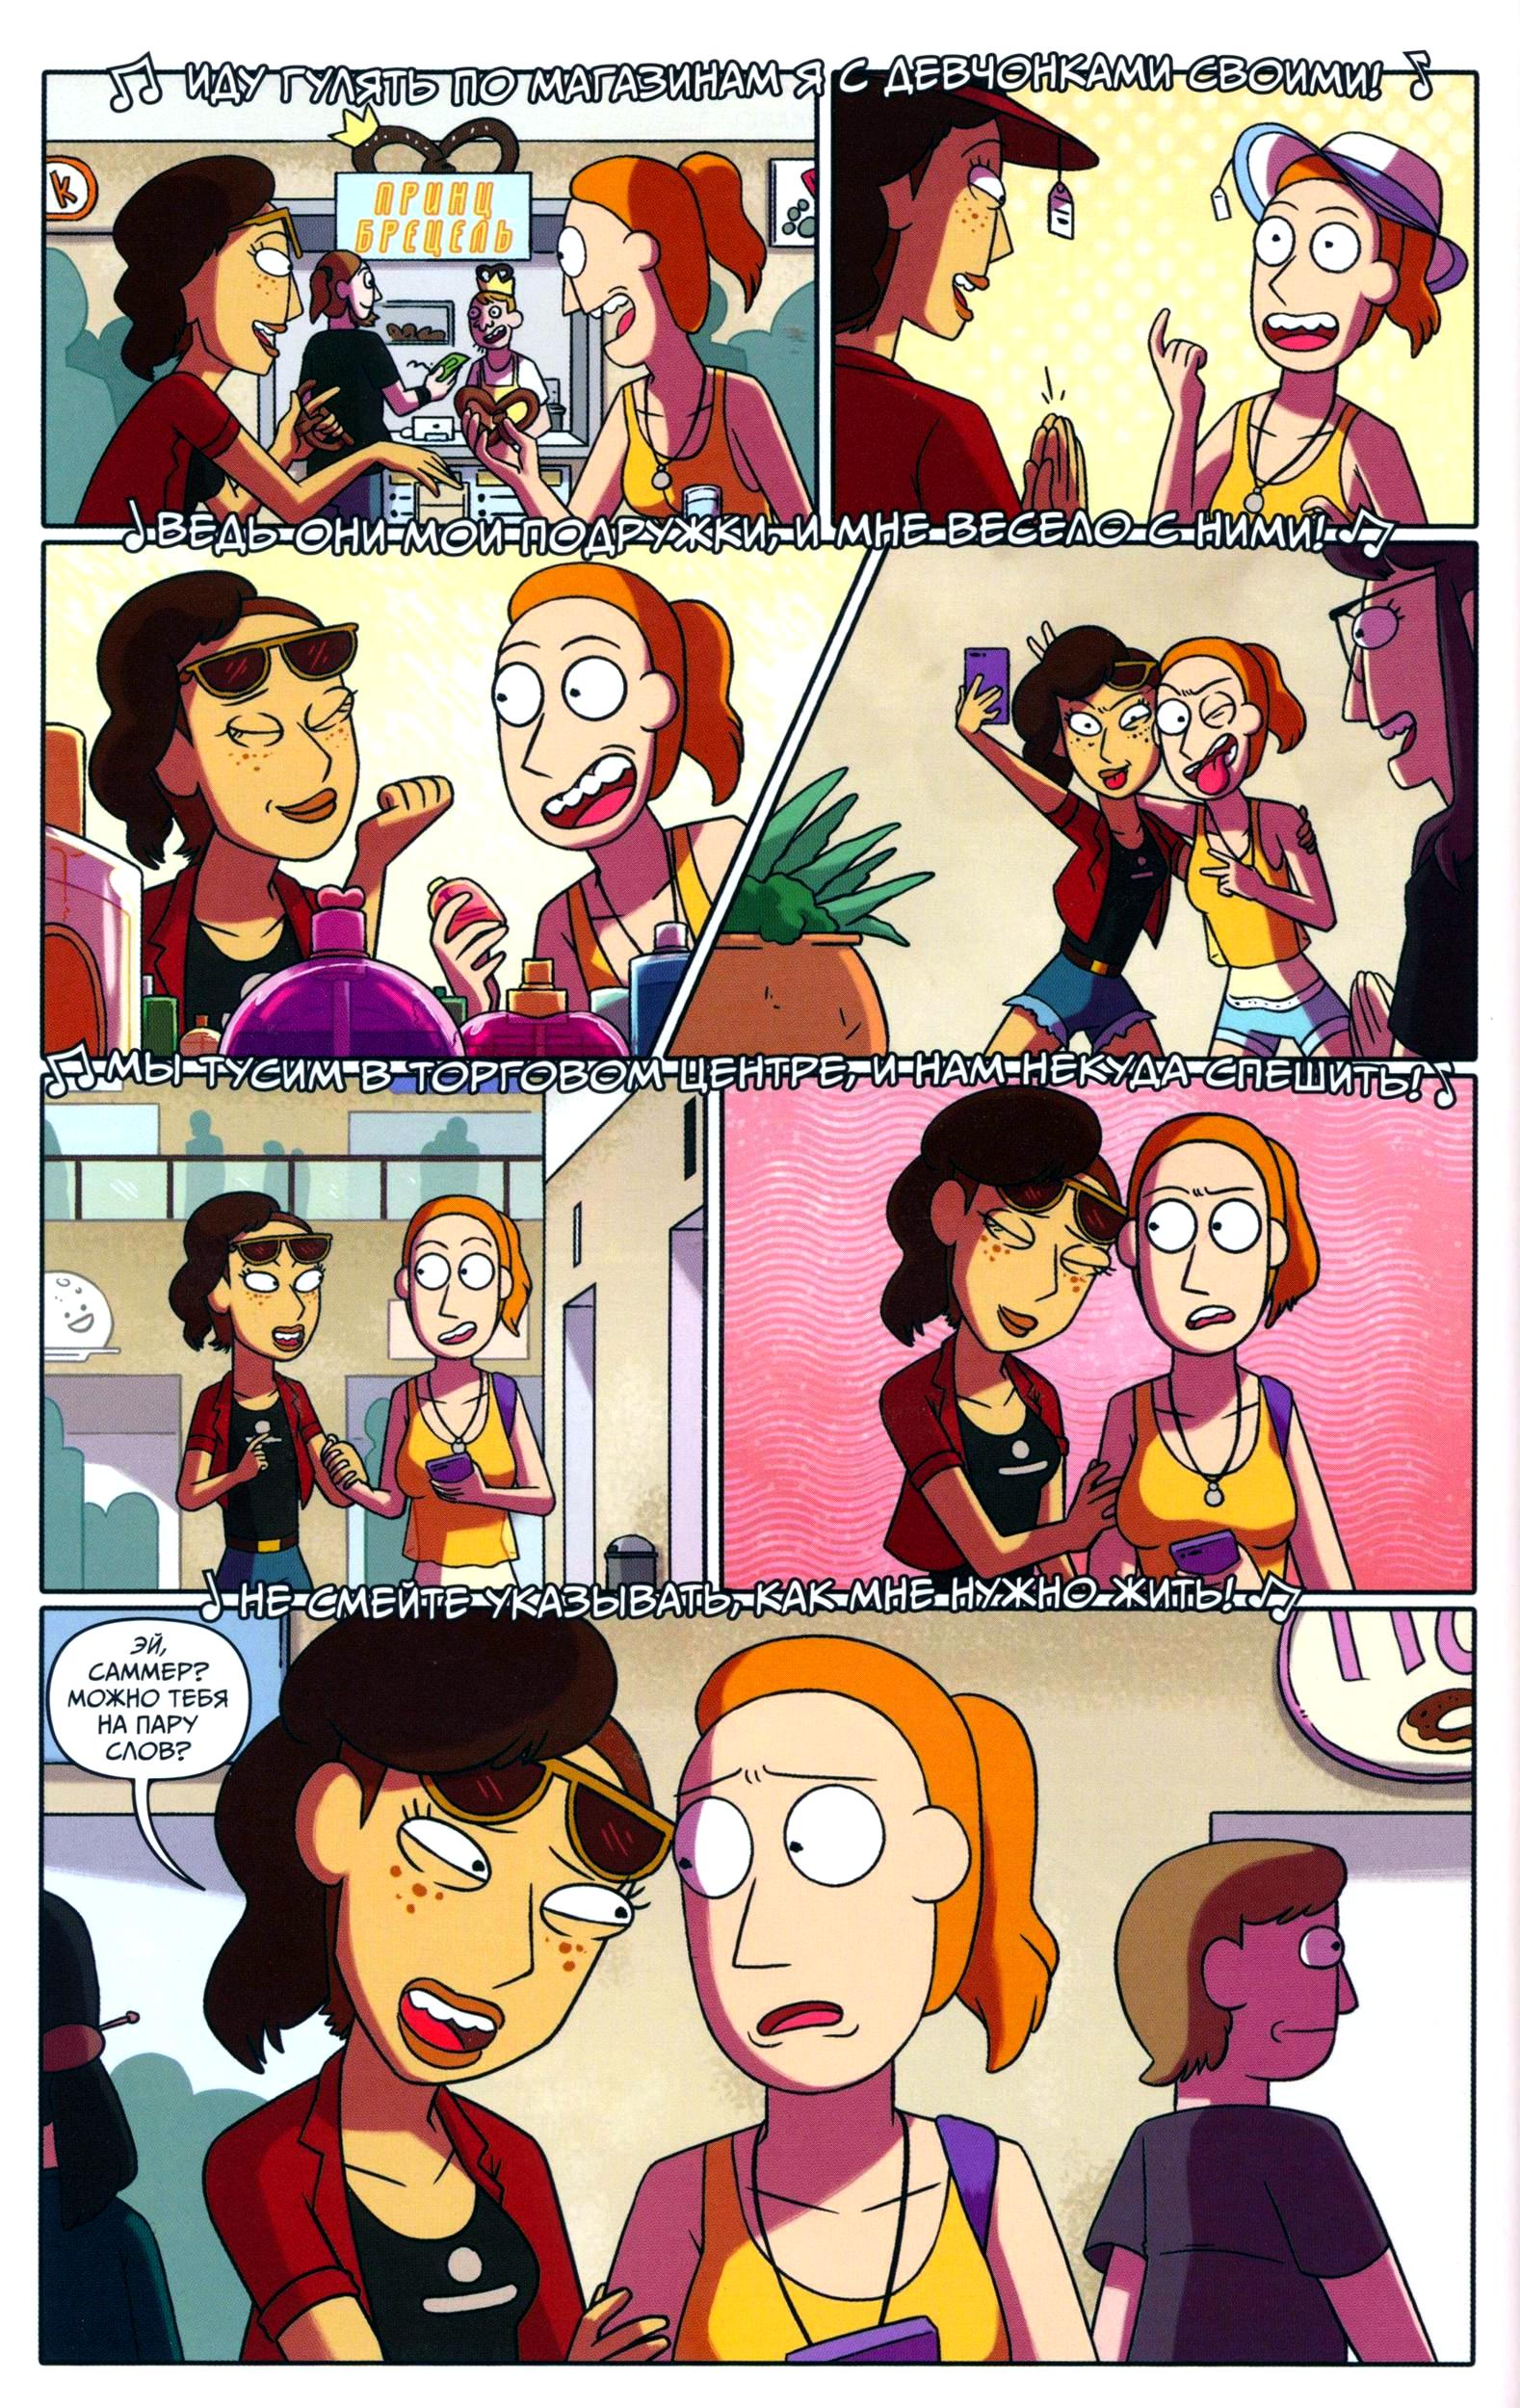 ♫ ИДУ ГУЛЯТЬ ПО МАГАЗИНАМ Я С ДЕВЧОНКАМИ СВОИМИ! ♪
K
ПРИНЦ
БРЕЦЕЛЬ
♪ ВЕДЬ ОНИ МОИ ПОДРУЖКИ, И МНЕ ВЕСЕЛО С НИМИ! ♫
♫ МЫ ТУСИМ В ТОРГОВОМ ЦЕНТРЕ, И НАМ НЕКУДА СПЕШИТЬ! ♪
♪ НЕ СМЕЙТЕ УКАЗЫВАТЬ, КАК МНЕ НУЖНО ЖИТЬ! ♫
ЭЙ,
САММЕР?
МОЖНО ТЕБЯ
НА ПАРУ
СЛОВ?